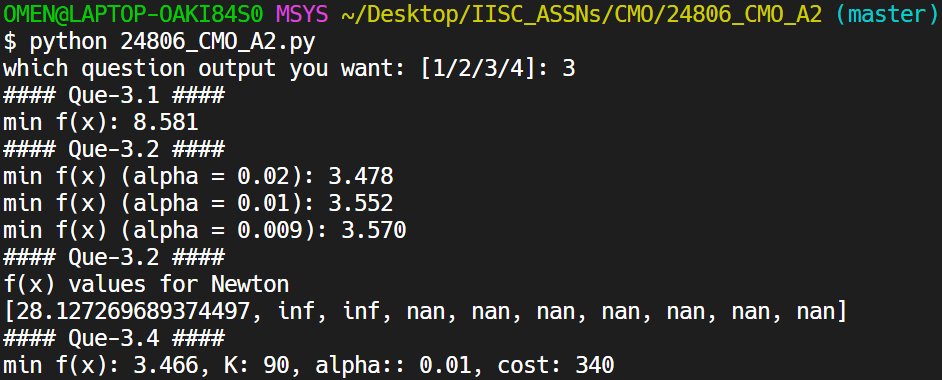 OMEN@LAPTOP-OAKI84S0 MSYS ~/Desktop/IISC_ASSNs/CMO/24806_CMO_A2 (master)
$ python 24806_CMO_A2.py
which question output you want: [1/2/3/4]: 3
#### Que-3.1 ####
min f(x): 8.581
#### Que-3.2 ####
min f(x) (alpha = 0.02): 3.478
min f(x) (alpha = 0.01): 3.552
min f(x) (alpha = 0.009): 3.570
#### Que-3.2 ####
f(x) values for Newton
[28.127269689374497, inf, inf, nan, nan, nan, nan, nan, nan, nan]
#### Que-3.4 ####
min f(x): 3.466, K: 90, alpha:: 0.01, cost: 340